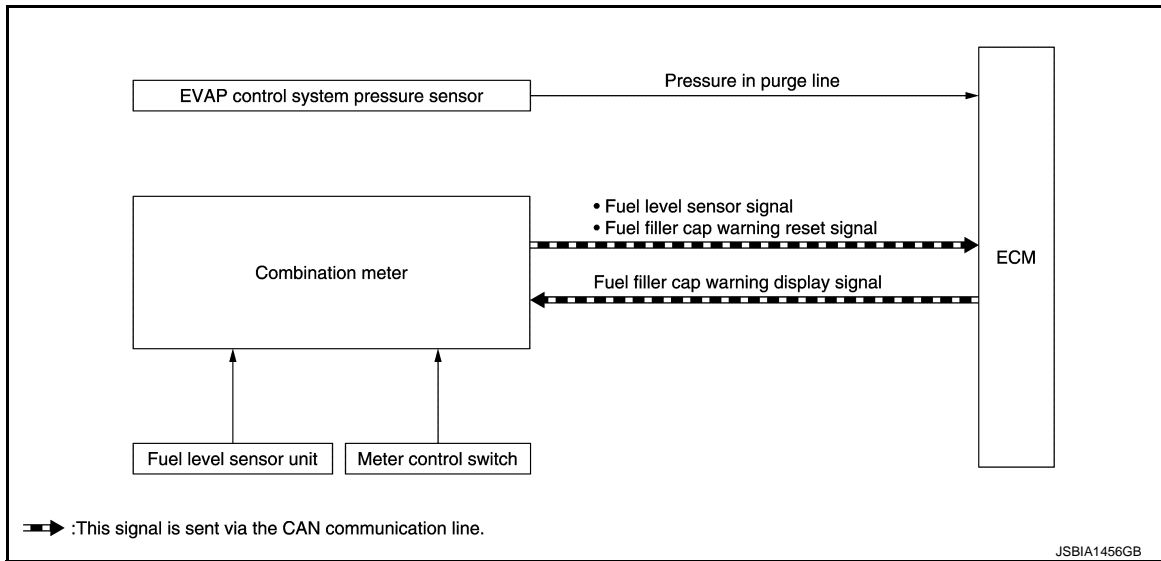 EVAP control system pressure sensor
Pressure in purge line
• Fuel level sensor signal
• Fuel filler cap warning reset signal
Combination meter
ECM
Fuel filler cap warning display signal
Fuel level sensor unit
Meter control switch
:This signal is sent via the CAN communication line.
JSBIA1456GB